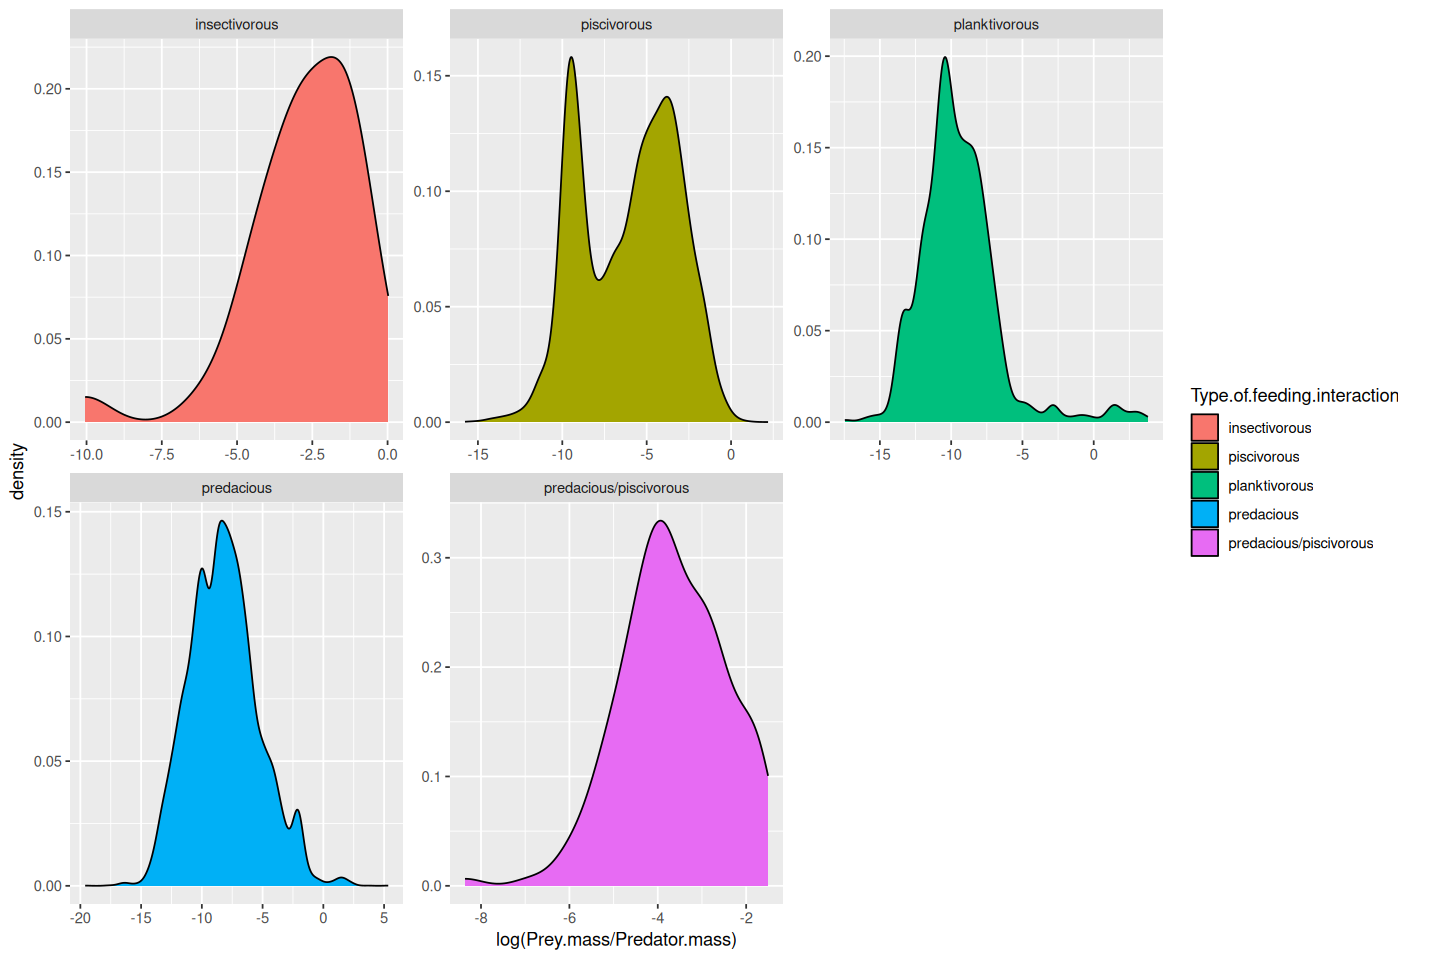 insectivorous
piscivorous
planktivorous
0.20
0.15
0.10
0.05
0.00
-10.0 -7.5 -5.0 -2.5 0.0
0.15
0.10
0.05
0.00
-15 -10 -5 0
0.20
0.15
0.10
0.05
0.00
-15 -10 -5 0
density
predacious
predacious/piscivorous
0.15
0.10
0.05
0.00
-20 -15 -10 -5 0 5
0.3
0.2
0.1
0.0
-8 -6 -4 -2
log(Prey.mass/Predator.mass)
Type.of.feeding.interaction
insectivorous
piscivorous
planktivorous
predacious
predacious/piscivorous